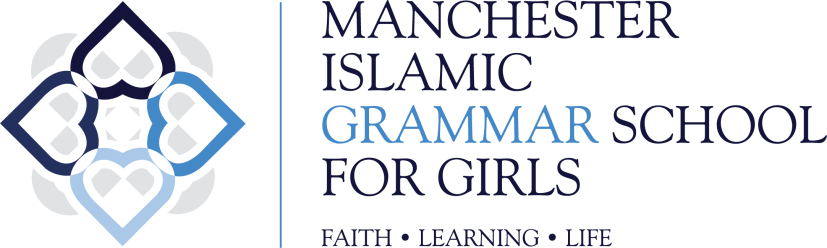 MANCHESTER
ISLAMIC
GRAMMAR SCHOOL
FOR GIRLS
FAITH • LEARNING • LIFE